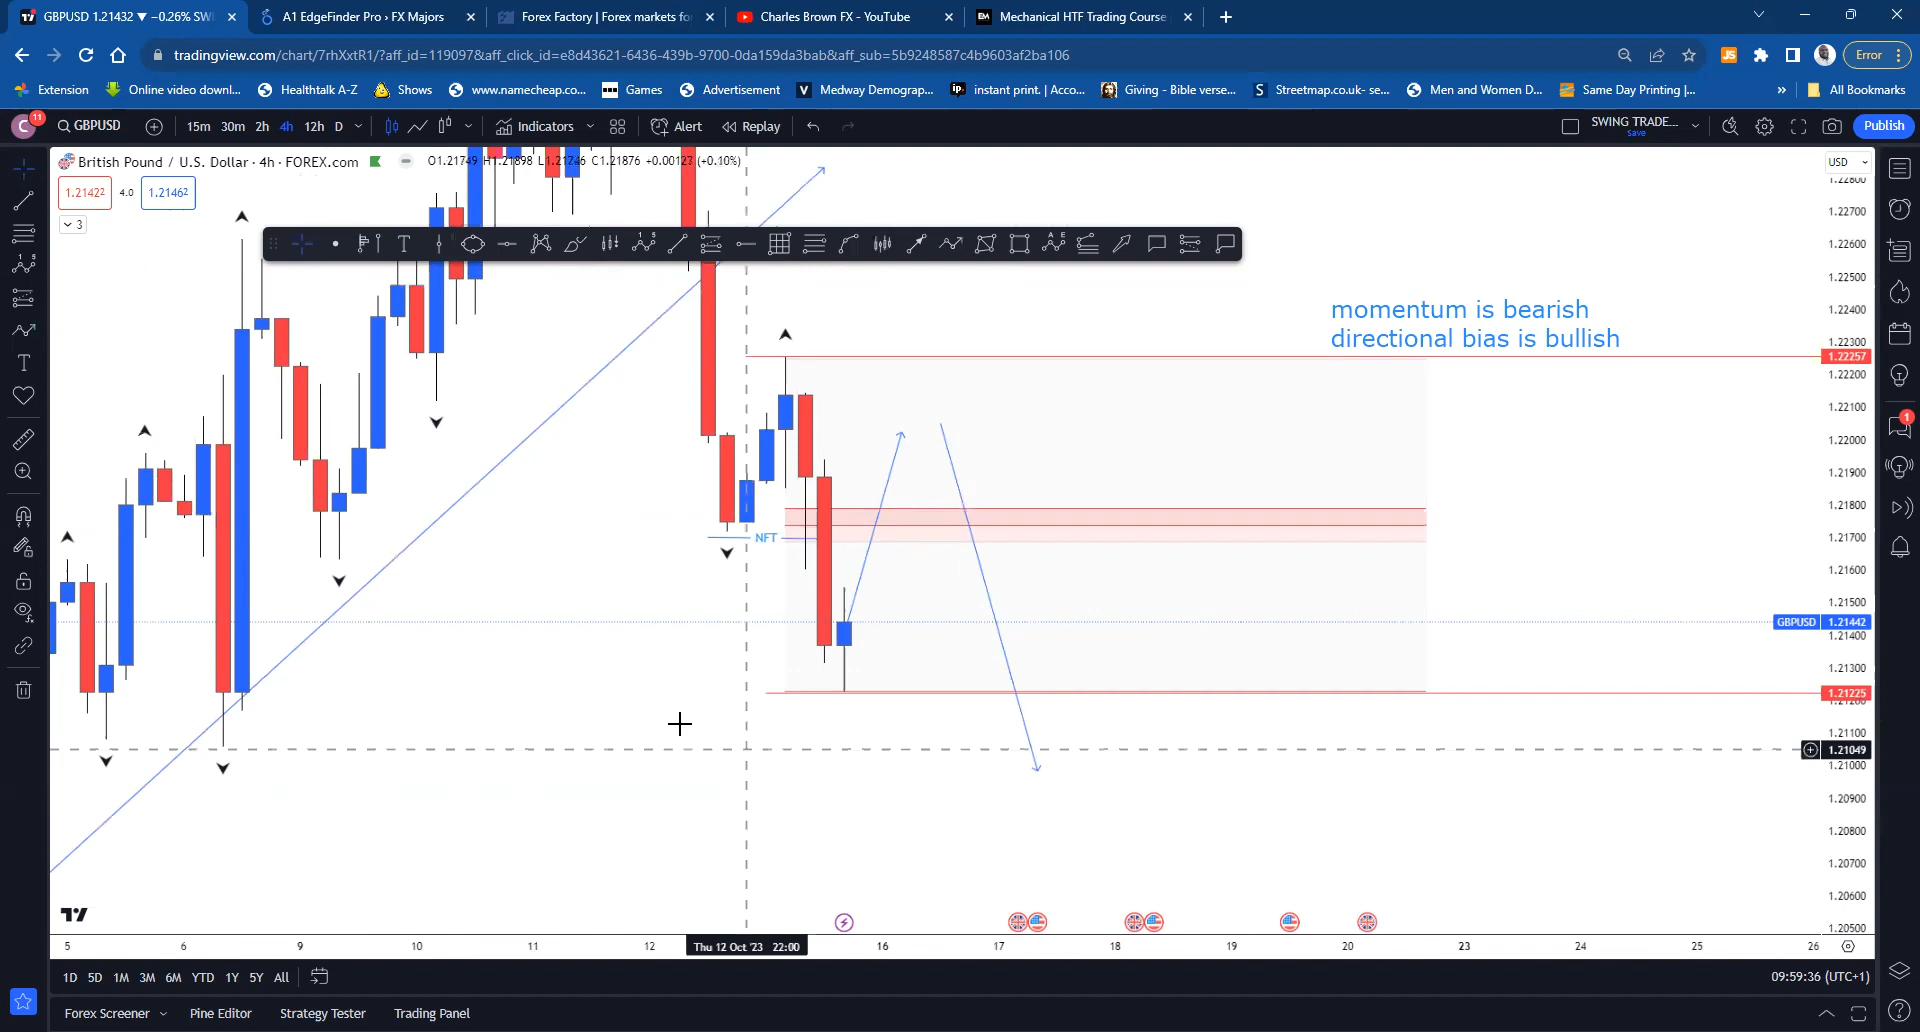 GBPUSD 1.21432 ▼ −0.26% SWI
A1 EdgeFinder Pro › FX Majors
Forex Factory | Forex markets fo
Charles Brown FX - YouTube
Mechanical HTF Trading Course
tradingview.com/chart/7rhXxtR1/?aff_id=119097&aff_click_id=e8d43621-6436-439b-9700-0da159da3bab&aff_sub=5b9248587c4b9603af2ba106
Error
Extension
Online video downl...
Healthtalk A-Z
Shows
www.namecheap.co...
Games
Advertisement
Medway Demograp...
instant print. | Acco...
Giving - Bible verse...
Streetmap.co.uk- se...
Men and Women D...
Same Day Printing |...
»
All Bookmarks
C 11
GBPUSD
15m 30m 2h 4h 12h D
Indicators
Alert
Replay
SWING TRADE...
Save
Publish
British Pound / U.S. Dollar · 4h · FOREX.com
O1.21749 H1.21898 L1.21746 C1.21876 +0.00127 (+0.10%)
USD
1.21422
4.0
1.21462
3
momentum is bearish
directional bias is bullish
NFT
1.22800
1.22700
1.22600
1.22500
1.22400
1.22300
1.22257
1.22200
1.22100
1.22000
1.21900
1.21800
1.21700
1.21600
1.21500
GBPUSD 1.21442
1.21400
1.21300
1.21225
1.21200
1.21100
1.21049
1.21000
1.20900
1.20800
1.20700
1.20600
1.20500
1
5 6 9 10 11 12 Thu 12 Oct '23 22:00 16 17 18 19 20 23 24 25 26
1D 5D 1M 3M 6M YTD 1Y 5Y All
09:59:36 (UTC+1)
Forex Screener
Pine Editor
Strategy Tester
Trading Panel